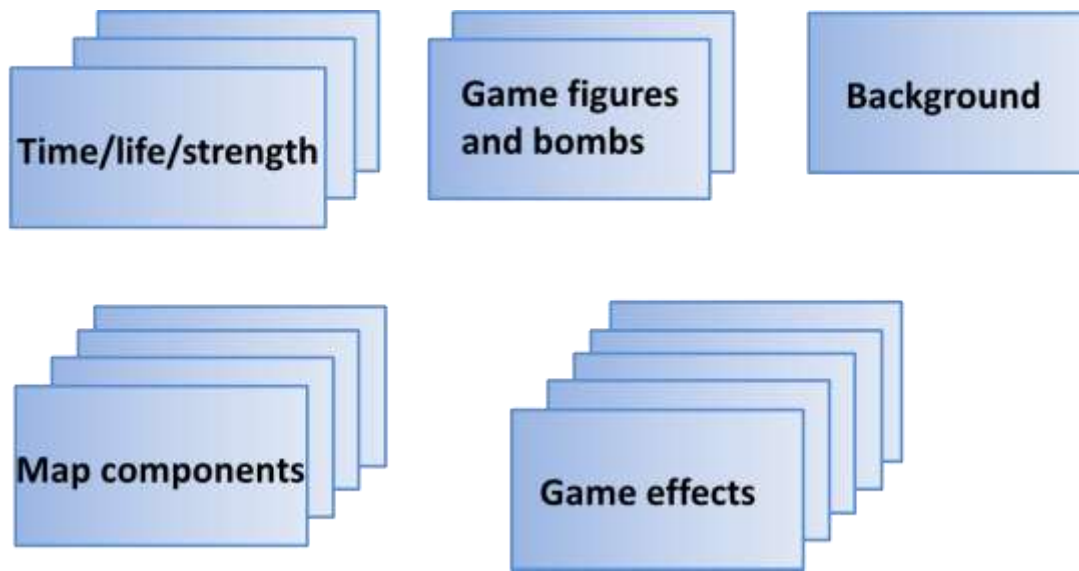 Time/life/strength
Game figures
and bombs
Background
Map components
Game effects